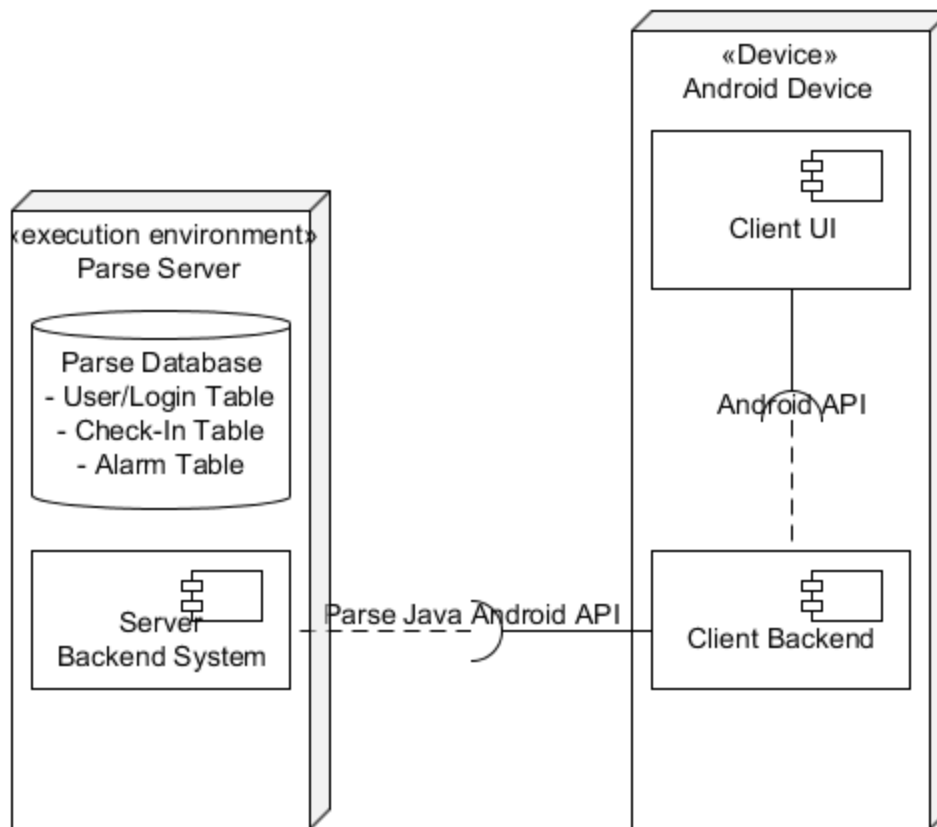 «execution environment»
Parse Server
Parse Database
- User/Login Table
- Check-In Table
- Alarm Table
Server
Backend System
Parse Java Android API
«Device»
Android Device
Client UI
Android API
Client Backend